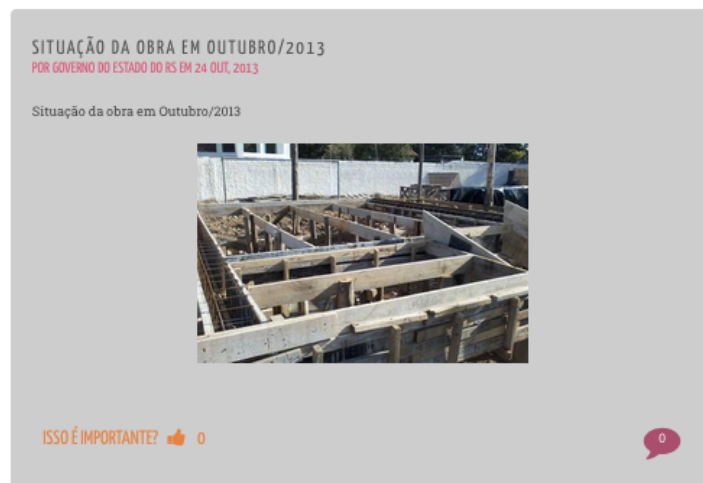 SITUAÇÃO DA OBRA EM OUTUBRO/2013
POR GOVERNO DO ESTADO DO RS EM 24 OUT, 2013
Situação da obra em Outubro/2013
ISSO É IMPORTANTE? 0
0